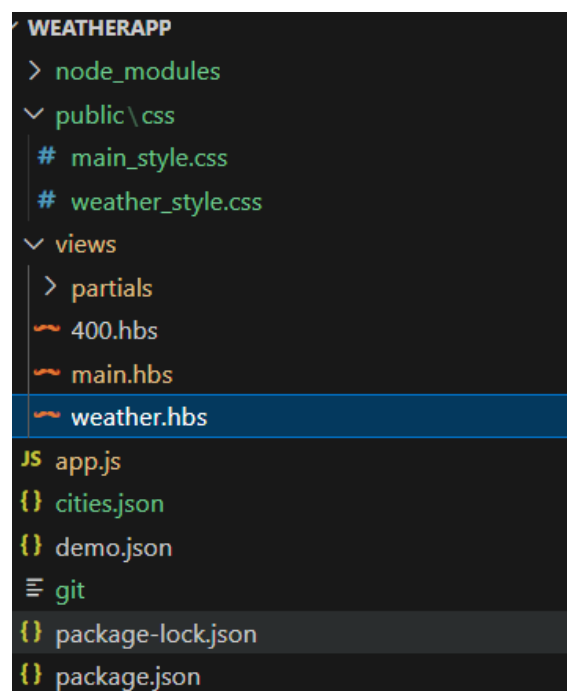 WEATHERAPP
node_modules
public\css
# main_style.css
# weather_style.css
views
partials
400.hbs
main.hbs
weather.hbs
JS app.js
{} cities.json
{} demo.json
git
{} package-lock.json
{} package.json